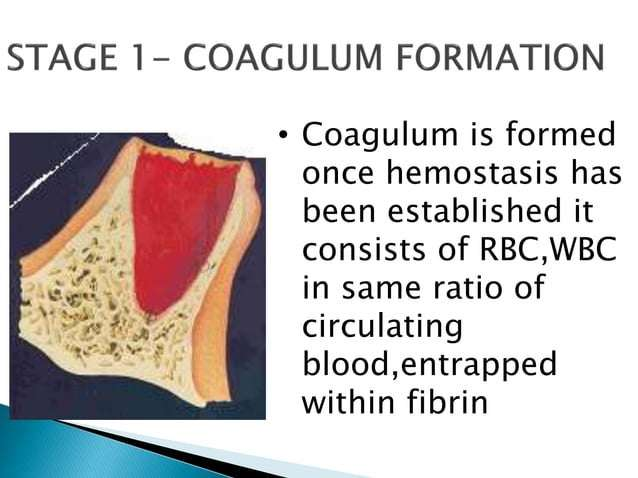 STAGE 1- COAGULUM FORMATION
• Coagulum is formed
once hemostasis has
been established it
consists of RBC,WBC
in same ratio of
circulating
blood,entrapped
within fibrin